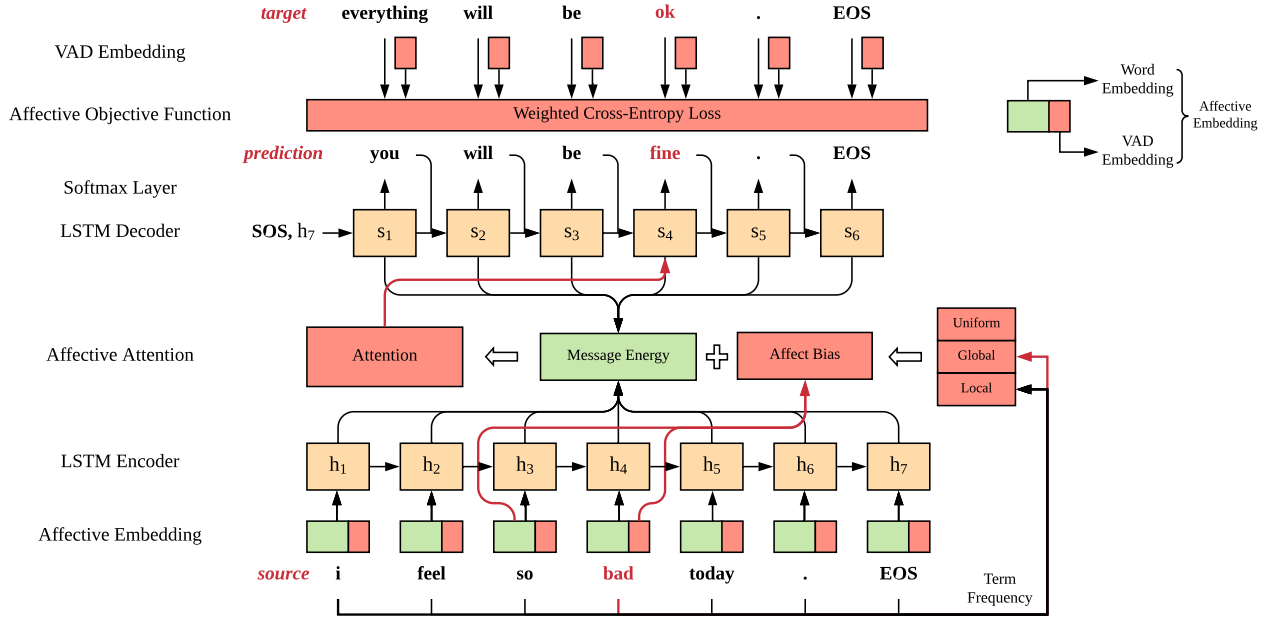 target everything will be ok . EOS
VAD Embedding
Affective Objective Function
Weighted Cross-Entropy Loss
Word
Embedding
VAD
Embedding
Affective
Embedding
prediction you will be fine . EOS
Softmax Layer
LSTM Decoder
SOS, h7
s1 s2 s3 s4 s5 s6
Affective Attention
Attention
Message Energy
Affect Bias
Uniform
Global
Local
LSTM Encoder
h1 h2 h3 h4 h5 h6 h7
Affective Embedding
source i feel so bad today . EOS
Term
Frequency